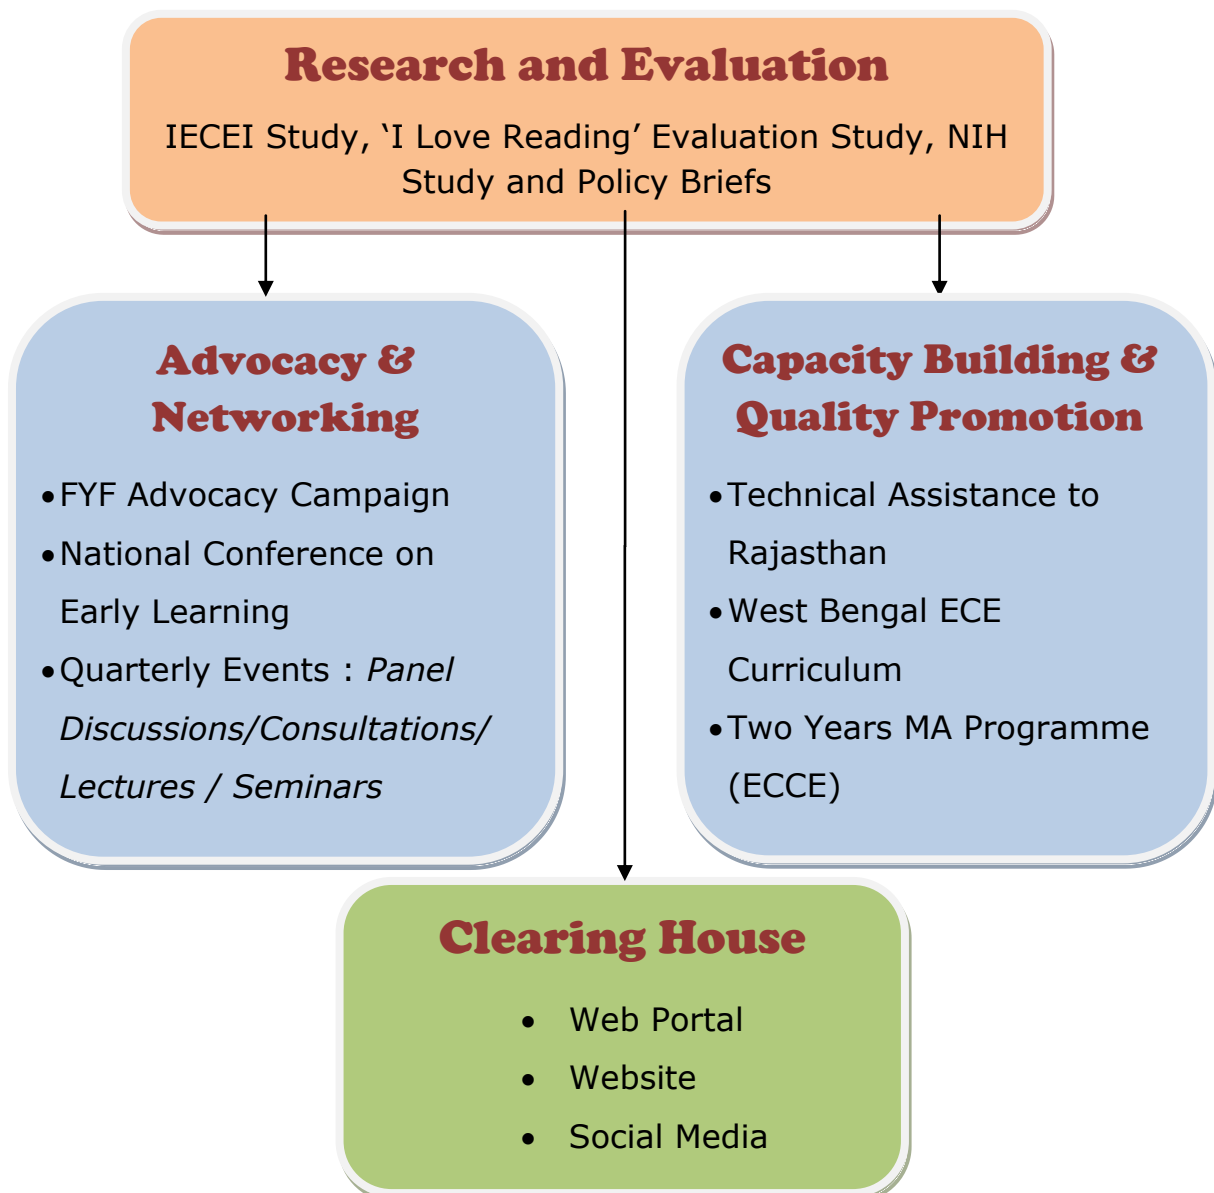 Research and Evaluation
IECEI Study, ‘I Love Reading’ Evaluation Study, NIH
Study and Policy Briefs
Advocacy &
Networking
•FYF Advocacy Campaign
•National Conference on
Early Learning
•Quarterly Events : Panel
Discussions/Consultations/
Lectures / Seminars
Capacity Building &
Quality Promotion
•Technical Assistance to
Rajasthan
•West Bengal ECE
Curriculum
•Two Years MA Programme
(ECCE)
Clearing House
• Web Portal
• Website
• Social Media